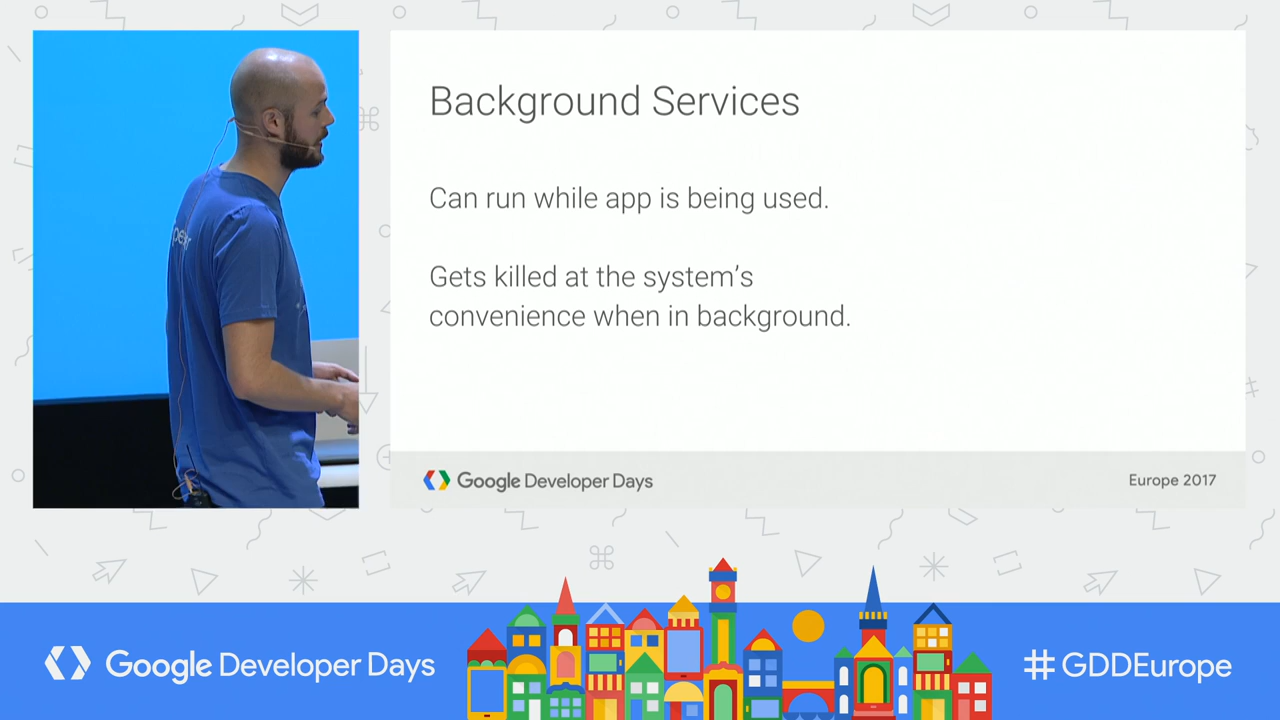 Background Services
Can run while app is being used.
Gets killed at the system's
convenience when in background.
Google Developer Days
Europe 2017
Google Developer Days
#GDDEurope